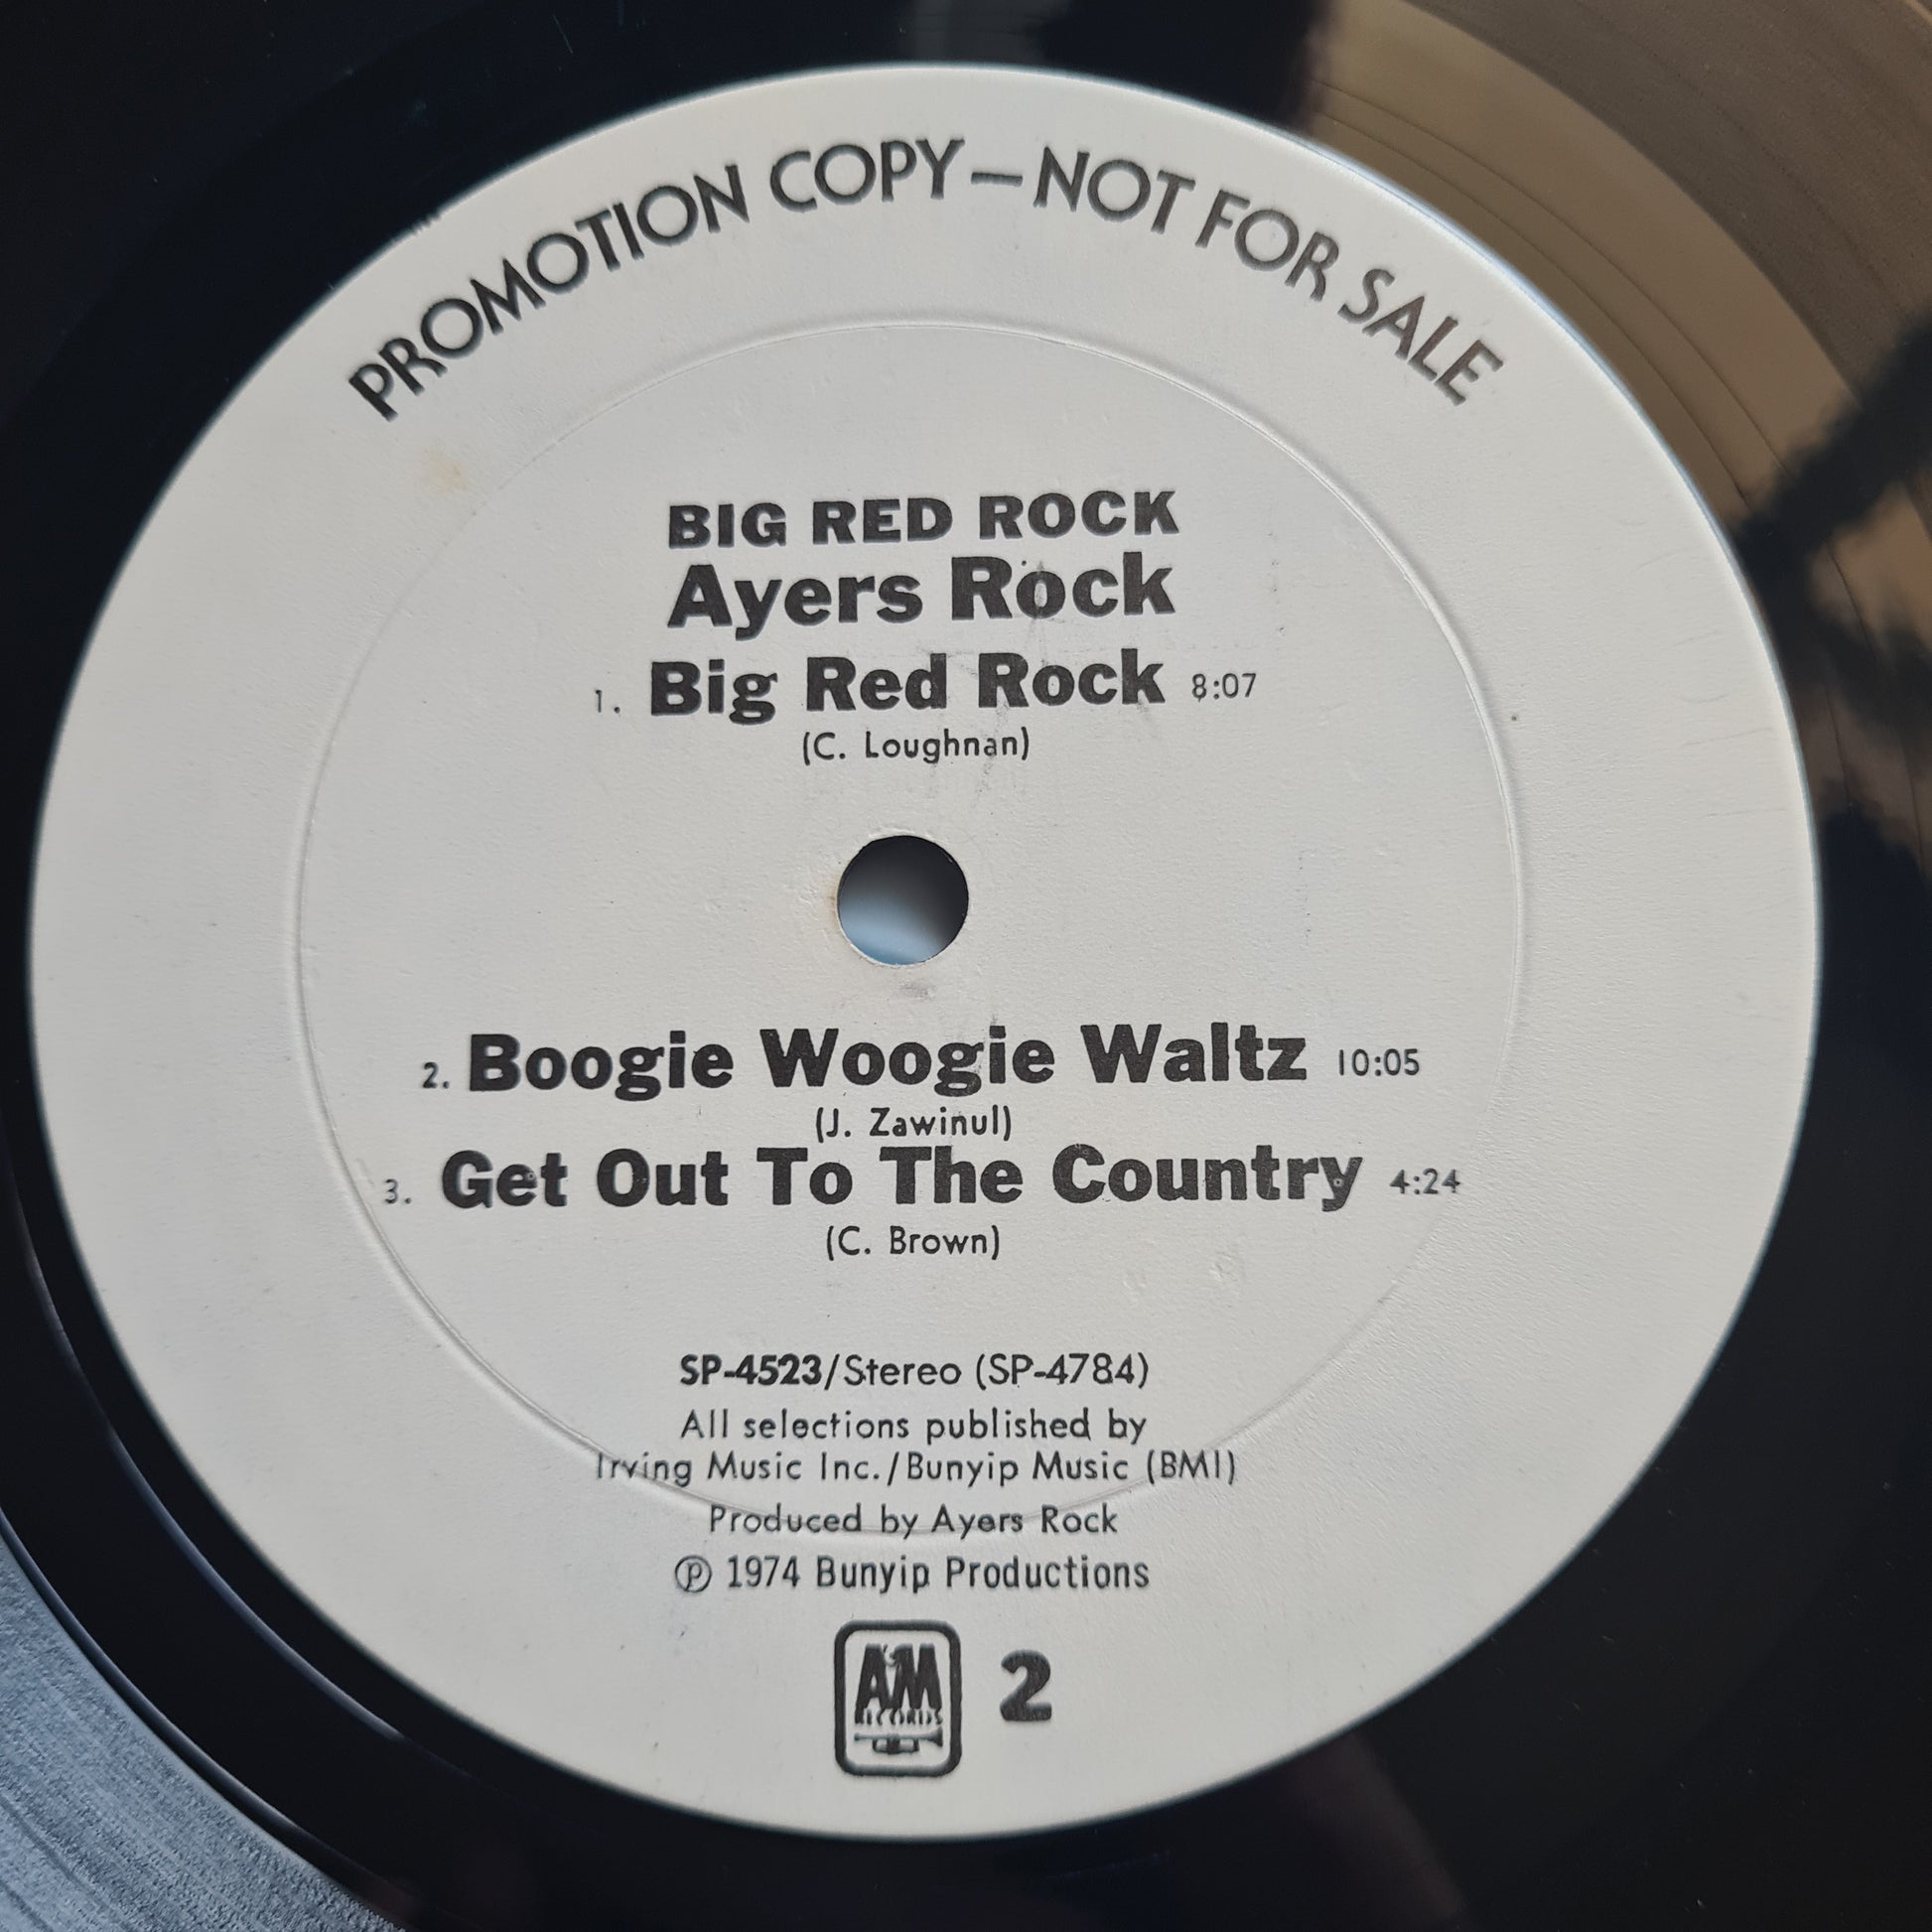 PROMOTION COPY—NOT FOR SALE
BIG RED ROCK
Ayers Rock
1. Big Red Rock 8:07
(C. Loughnan)
2. Boogie Woogie Waltz 10:05
(J. Zawinul)
3. Get Out To The Country 4:24
(C. Brown)
SP-4523/Stereo (SP-4784)
All selections published by
Irving Music Inc./Bunyip Music (BMI)
Produced by Ayers Rock
℗ 1974 Bunyip Productions
A&M 2
RECORDS